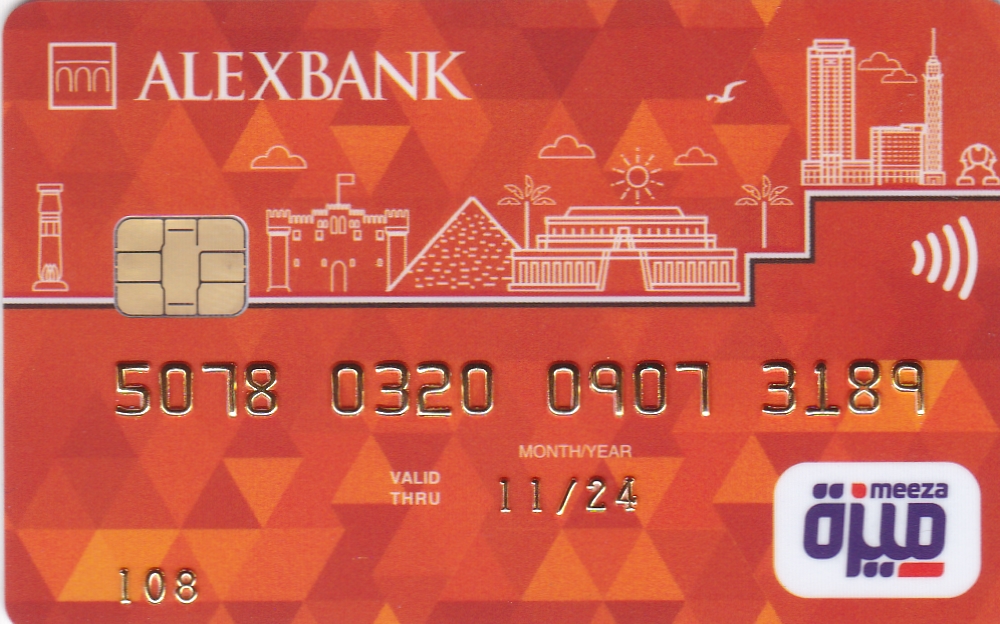 ALEXBANK
5078 0320 0907 3189
MONTH/YEAR
VALID THRU 11/24
meeza
ميزة
108